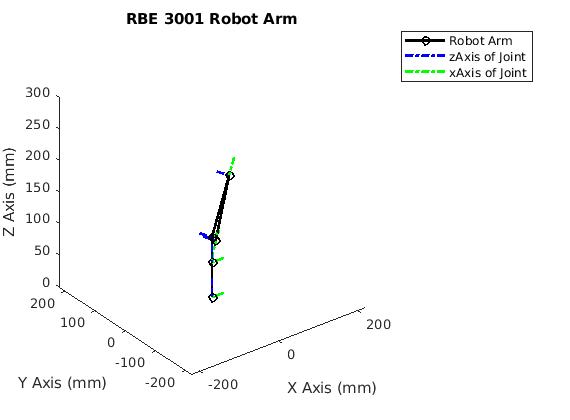 RBE 3001 Robot Arm
Robot Arm
zAxis of Joint
xAxis of Joint
300
250
200
150
100
50
0
Z Axis (mm)
200
100
0
-100
-200
Y Axis (mm)
-200
0
200
X Axis (mm)